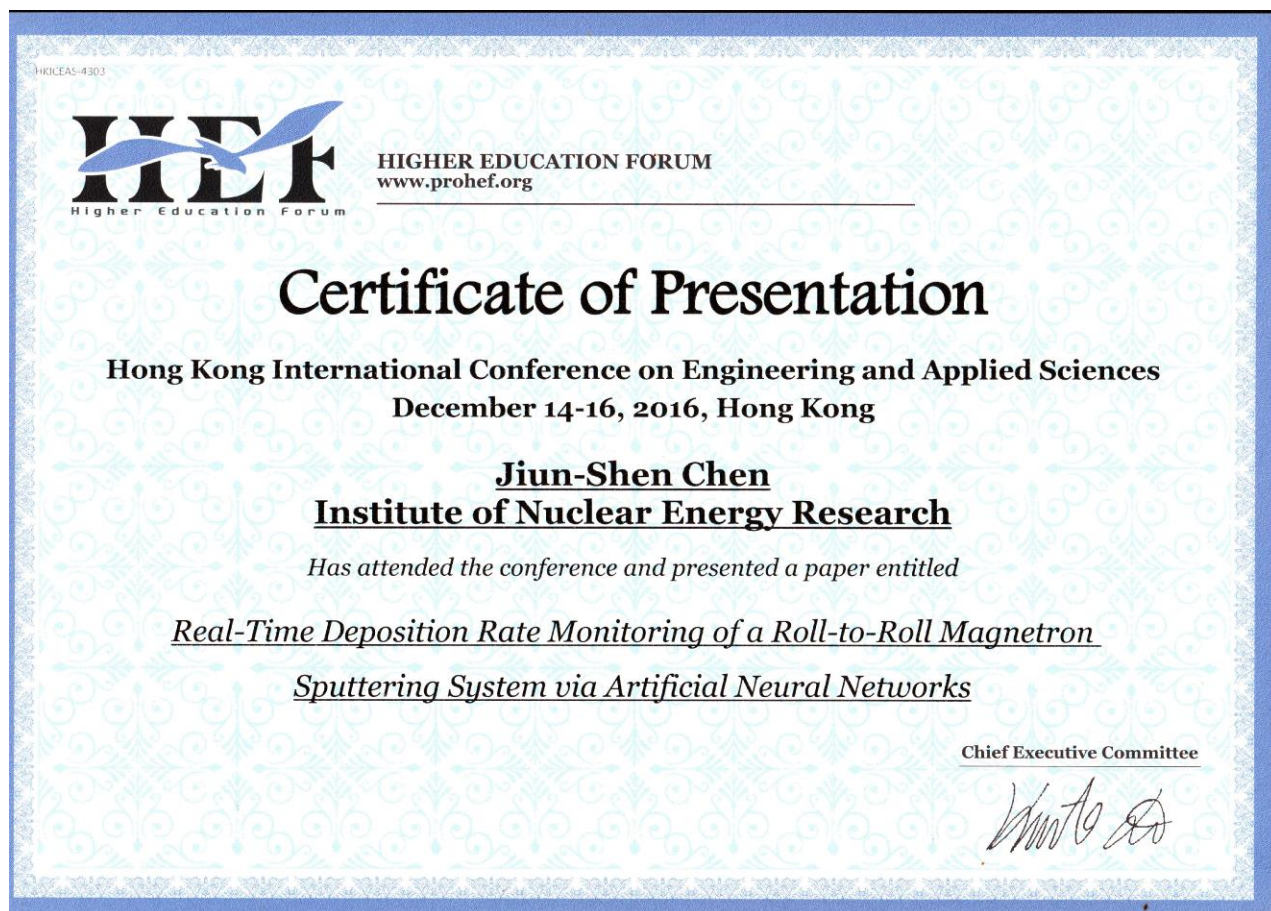 HKICEAS-4303
HEF
Higher Education Forum
HIGHER EDUCATION FORUM
www.prohef.org
Certificate of Presentation
Hong Kong International Conference on Engineering and Applied Sciences
December 14-16, 2016, Hong Kong
Jiun-Shen Chen
Institute of Nuclear Energy Research
Has attended the conference and presented a paper entitled
Real-Time Deposition Rate Monitoring of a Roll-to-Roll Magnetron
Sputtering System via Artificial Neural Networks
Chief Executive Committee